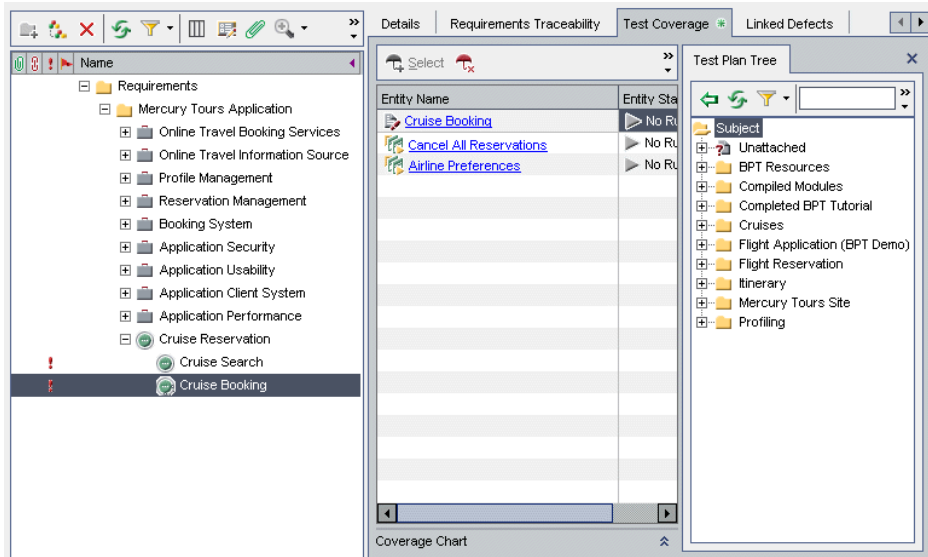 Details
Requirements Traceability
Test Coverage
Linked Defects
Name
Requirements
Mercury Tours Application
Online Travel Booking Services
Online Travel Information Source
Profile Management
Reservation Management
Booking System
Application Security
Application Usability
Application Client System
Application Performance
Cruise Reservation
Cruise Search
Cruise Booking
Select
Entity Name
Entity Sta
Cruise Booking
No Ru
Cancel All Reservations
No Ru
Airline Preferences
No Ru
Coverage Chart
Test Plan Tree
Subject
Unattached
BPT Resources
Compiled Modules
Completed BPT Tutorial
Cruises
Flight Application (BPT Demo)
Flight Reservation
Itinerary
Mercury Tours Site
Profiling